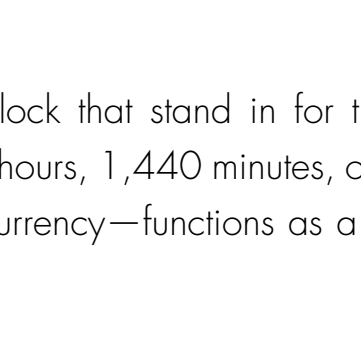 lock that stand in for t
hours, 1,440 minutes, o
urrency—functions as a